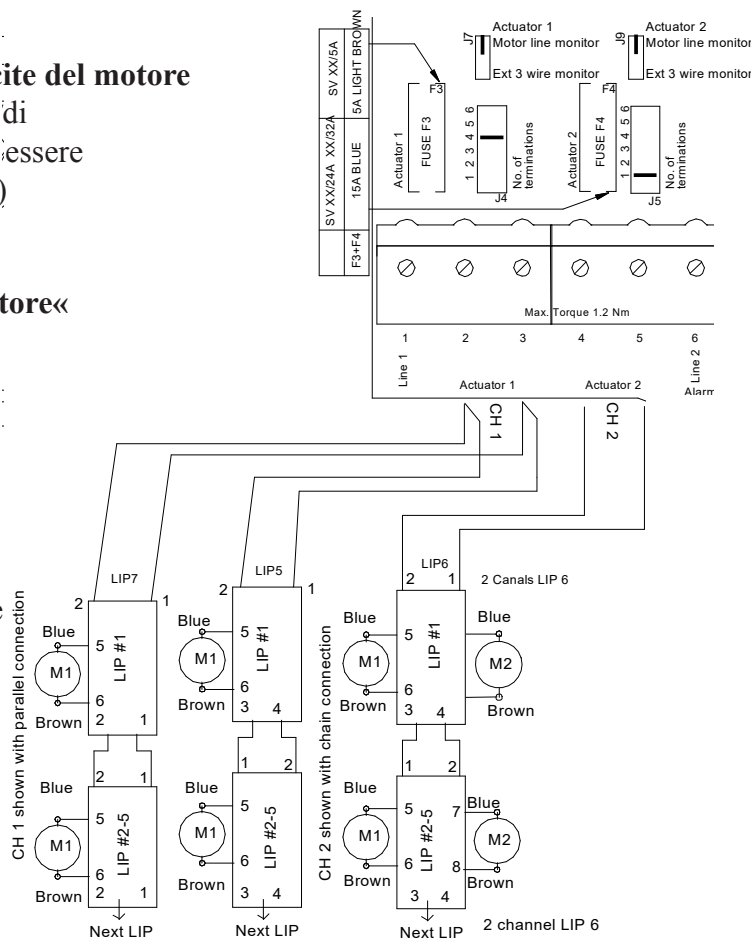 cite del motore
di
essere
)
tore«
SV XX/5A
5A LIGHT BROWN
SV XX/24A XX/32A
15A BLUE
F3+F4
Actuator 1
J7
Motor line monitor
Ext 3 wire monitor
Actuator 2
J9
Motor line monitor
Ext 3 wire monitor
F3
Actuator 1
FUSE F3
1 2 3 4 5 6
No. of
terminations
J4
F4
Actuator 2
FUSE F4
1 2 3 4 5 6
No. of
terminations
J5
Max. Torque 1.2 Nm
1 2 3 4 5 6
Line 1
Line 2
Actuator 1
Actuator 2
Alarm
CH 1
CH 2
CH 1 shown with parallel connection
LIP7
2 1
LIP #1
Blue
5
M1
6
Brown
2 1
2 1
Blue
5
LIP #2-5
M1
6
Brown
2 1
Next LIP
LIP5
2 1
LIP #1
Blue
5
M1
6
Brown
3 4
1 2
Blue
5
LIP #2-5
M1
6
Brown
3 4
Next LIP
CH 2 shown with chain connection
LIP6
2 1
2 Canals LIP 6
LIP #1
Blue
5
M1
6
Brown
Blue
M2
Brown
3 4
1 2
Blue
5
LIP #2-5
M1
6
Brown
7
Blue
M2
8
Brown
3 4
Next LIP
2 channel LIP 6